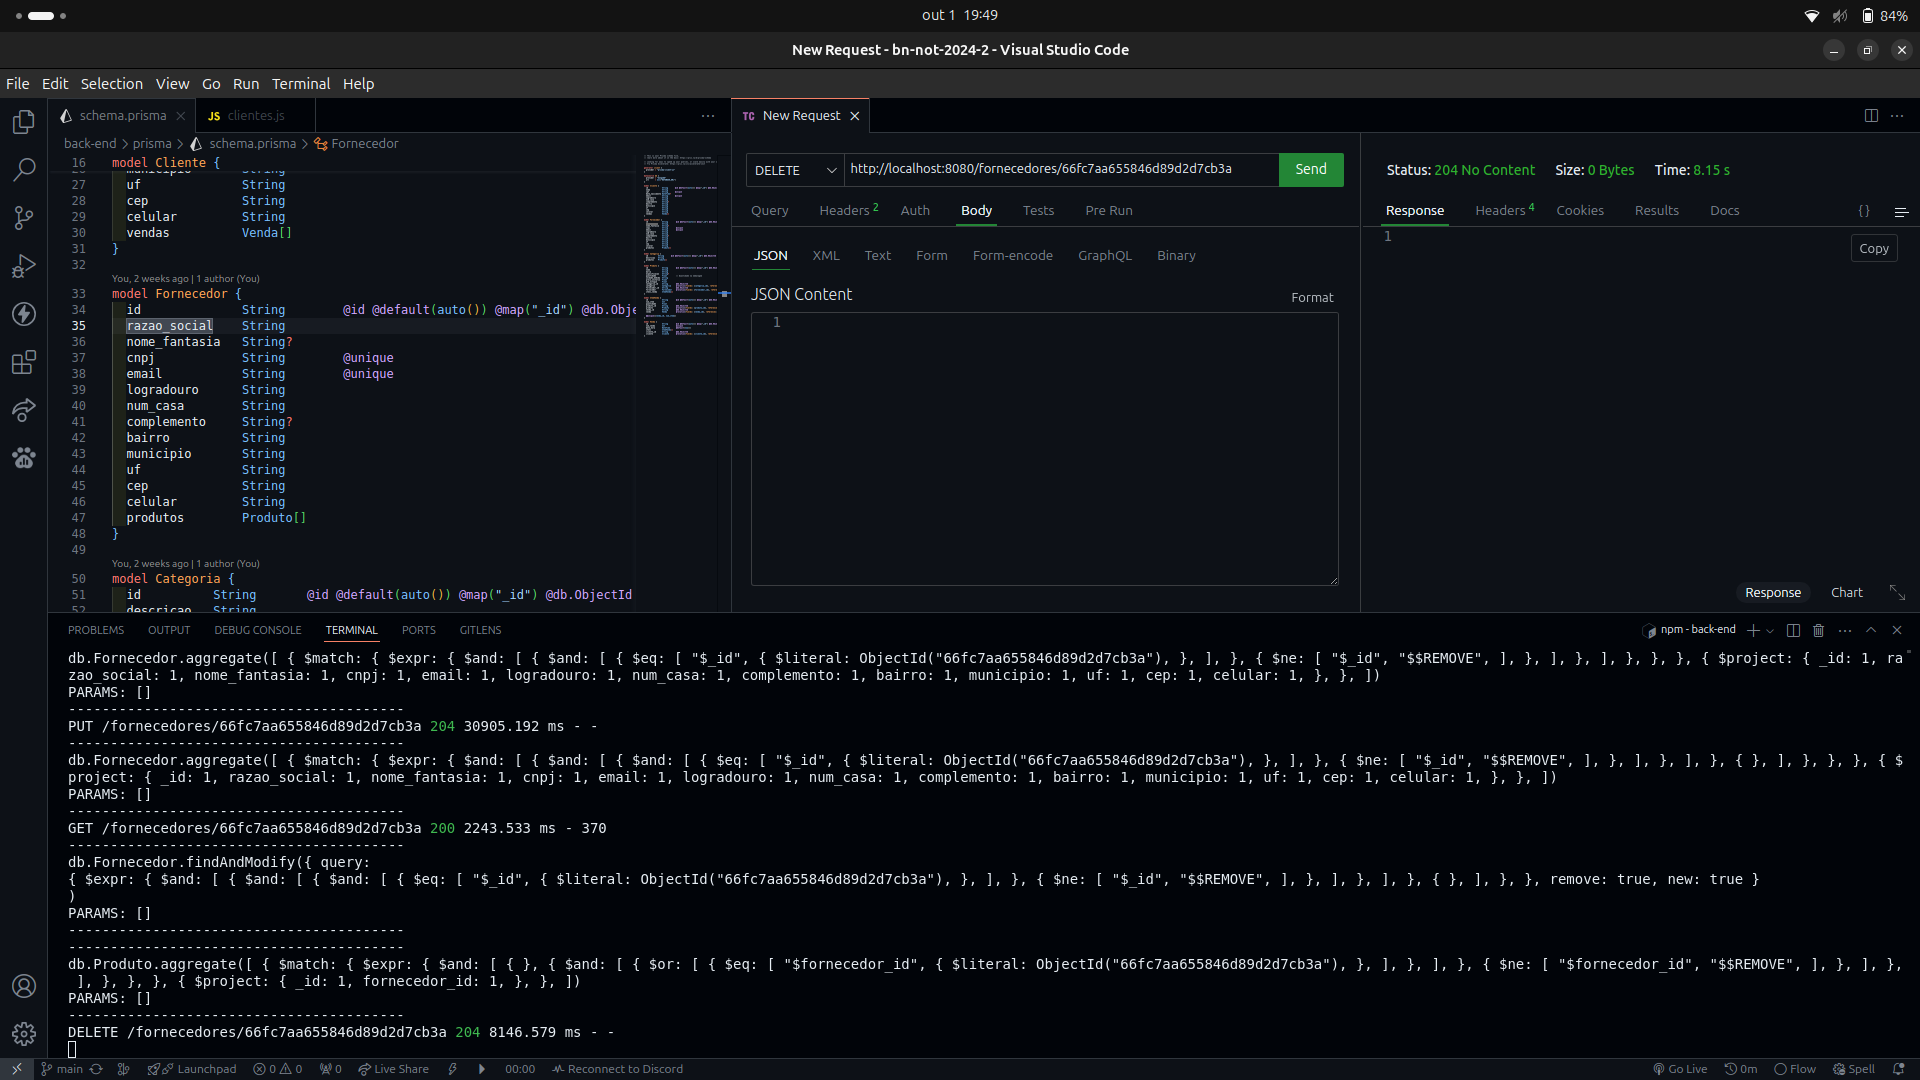 out 1 19:49
84%
New Request - bn-not-2024-2 - Visual Studio Code
File Edit Selection View Go Run Terminal Help
schema.prisma
JS clientes.js
TC New Request
back-end > prisma > schema.prisma > Fornecedor
16 model Cliente {
27 uf String
28 cep String
29 celular String
30 vendas Venda[]
31 }
32
You, 2 weeks ago | 1 author (You)
33 model Fornecedor {
34 id String @id @default(auto()) @map("_id") @db.Obje
35 razao_social String
36 nome_fantasia String?
37 cnpj String @unique
38 email String @unique
39 logradouro String
40 num_casa String
41 complemento String?
42 bairro String
43 municipio String
44 uf String
45 cep String
46 celular String
47 produtos Produto[]
48 }
49
You, 2 weeks ago | 1 author (You)
50 model Categoria {
51 id String @id @default(auto()) @map("_id") @db.ObjectId
52 descricao String
DELETE http://localhost:8080/fornecedores/66fc7aa655846d89d2d7cb3a Send
Query Headers 2 Auth Body Tests Pre Run
JSON XML Text Form Form-encode GraphQL Binary
JSON Content
Format
1
Status: 204 No Content Size: 0 Bytes Time: 8.15 s
Response Headers 4 Cookies Results Docs { }
1
Copy
Response Chart
PROBLEMS OUTPUT DEBUG CONSOLE TERMINAL PORTS GITLENS
npm - back-end
db.Fornecedor.aggregate([ { $match: { $expr: { $and: [ { $and: [ { $eq: [ "$_id", { $literal: ObjectId("66fc7aa655846d89d2d7cb3a"), }, ], }, { $ne: [ "$_id", "$$REMOVE", ], }, ], }, ], }, }, }, { $project: { _id: 1, ra
zao_social: 1, nome_fantasia: 1, cnpj: 1, email: 1, logradouro: 1, num_casa: 1, complemento: 1, bairro: 1, municipio: 1, uf: 1, cep: 1, celular: 1, }, }, ])
PARAMS: []
----------------------------------------
PUT /fornecedores/66fc7aa655846d89d2d7cb3a 204 30905.192 ms - -
----------------------------------------
db.Fornecedor.aggregate([ { $match: { $expr: { $and: [ { $and: [ { $and: [ { $eq: [ "$_id", { $literal: ObjectId("66fc7aa655846d89d2d7cb3a"), }, ], }, { $ne: [ "$_id", "$$REMOVE", ], }, ], }, ], }, { }, ], }, }, }, { $
project: { _id: 1, razao_social: 1, nome_fantasia: 1, cnpj: 1, email: 1, logradouro: 1, num_casa: 1, complemento: 1, bairro: 1, municipio: 1, uf: 1, cep: 1, celular: 1, }, }, ])
PARAMS: []
----------------------------------------
GET /fornecedores/66fc7aa655846d89d2d7cb3a 200 2243.533 ms - 370
----------------------------------------
db.Fornecedor.findAndModify({ query:
{ $expr: { $and: [ { $and: [ { $and: [ { $eq: [ "$_id", { $literal: ObjectId("66fc7aa655846d89d2d7cb3a"), }, ], }, { $ne: [ "$_id", "$$REMOVE", ], }, ], }, ], }, { }, ], }, }, remove: true, new: true }
)
PARAMS: []
----------------------------------------
----------------------------------------
db.Produto.aggregate([ { $match: { $expr: { $and: [ { }, { $and: [ { $or: [ { $eq: [ "$fornecedor_id", { $literal: ObjectId("66fc7aa655846d89d2d7cb3a"), }, ], }, ], }, { $ne: [ "$fornecedor_id", "$$REMOVE", ], }, ], },
 ], }, }, }, { $project: { _id: 1, fornecedor_id: 1, }, }, ])
PARAMS: []
----------------------------------------
DELETE /fornecedores/66fc7aa655846d89d2d7cb3a 204 8146.579 ms - -
main Launchpad 0 0 0 Live Share 00:00 Reconnect to Discord Go Live 0m Flow Spell